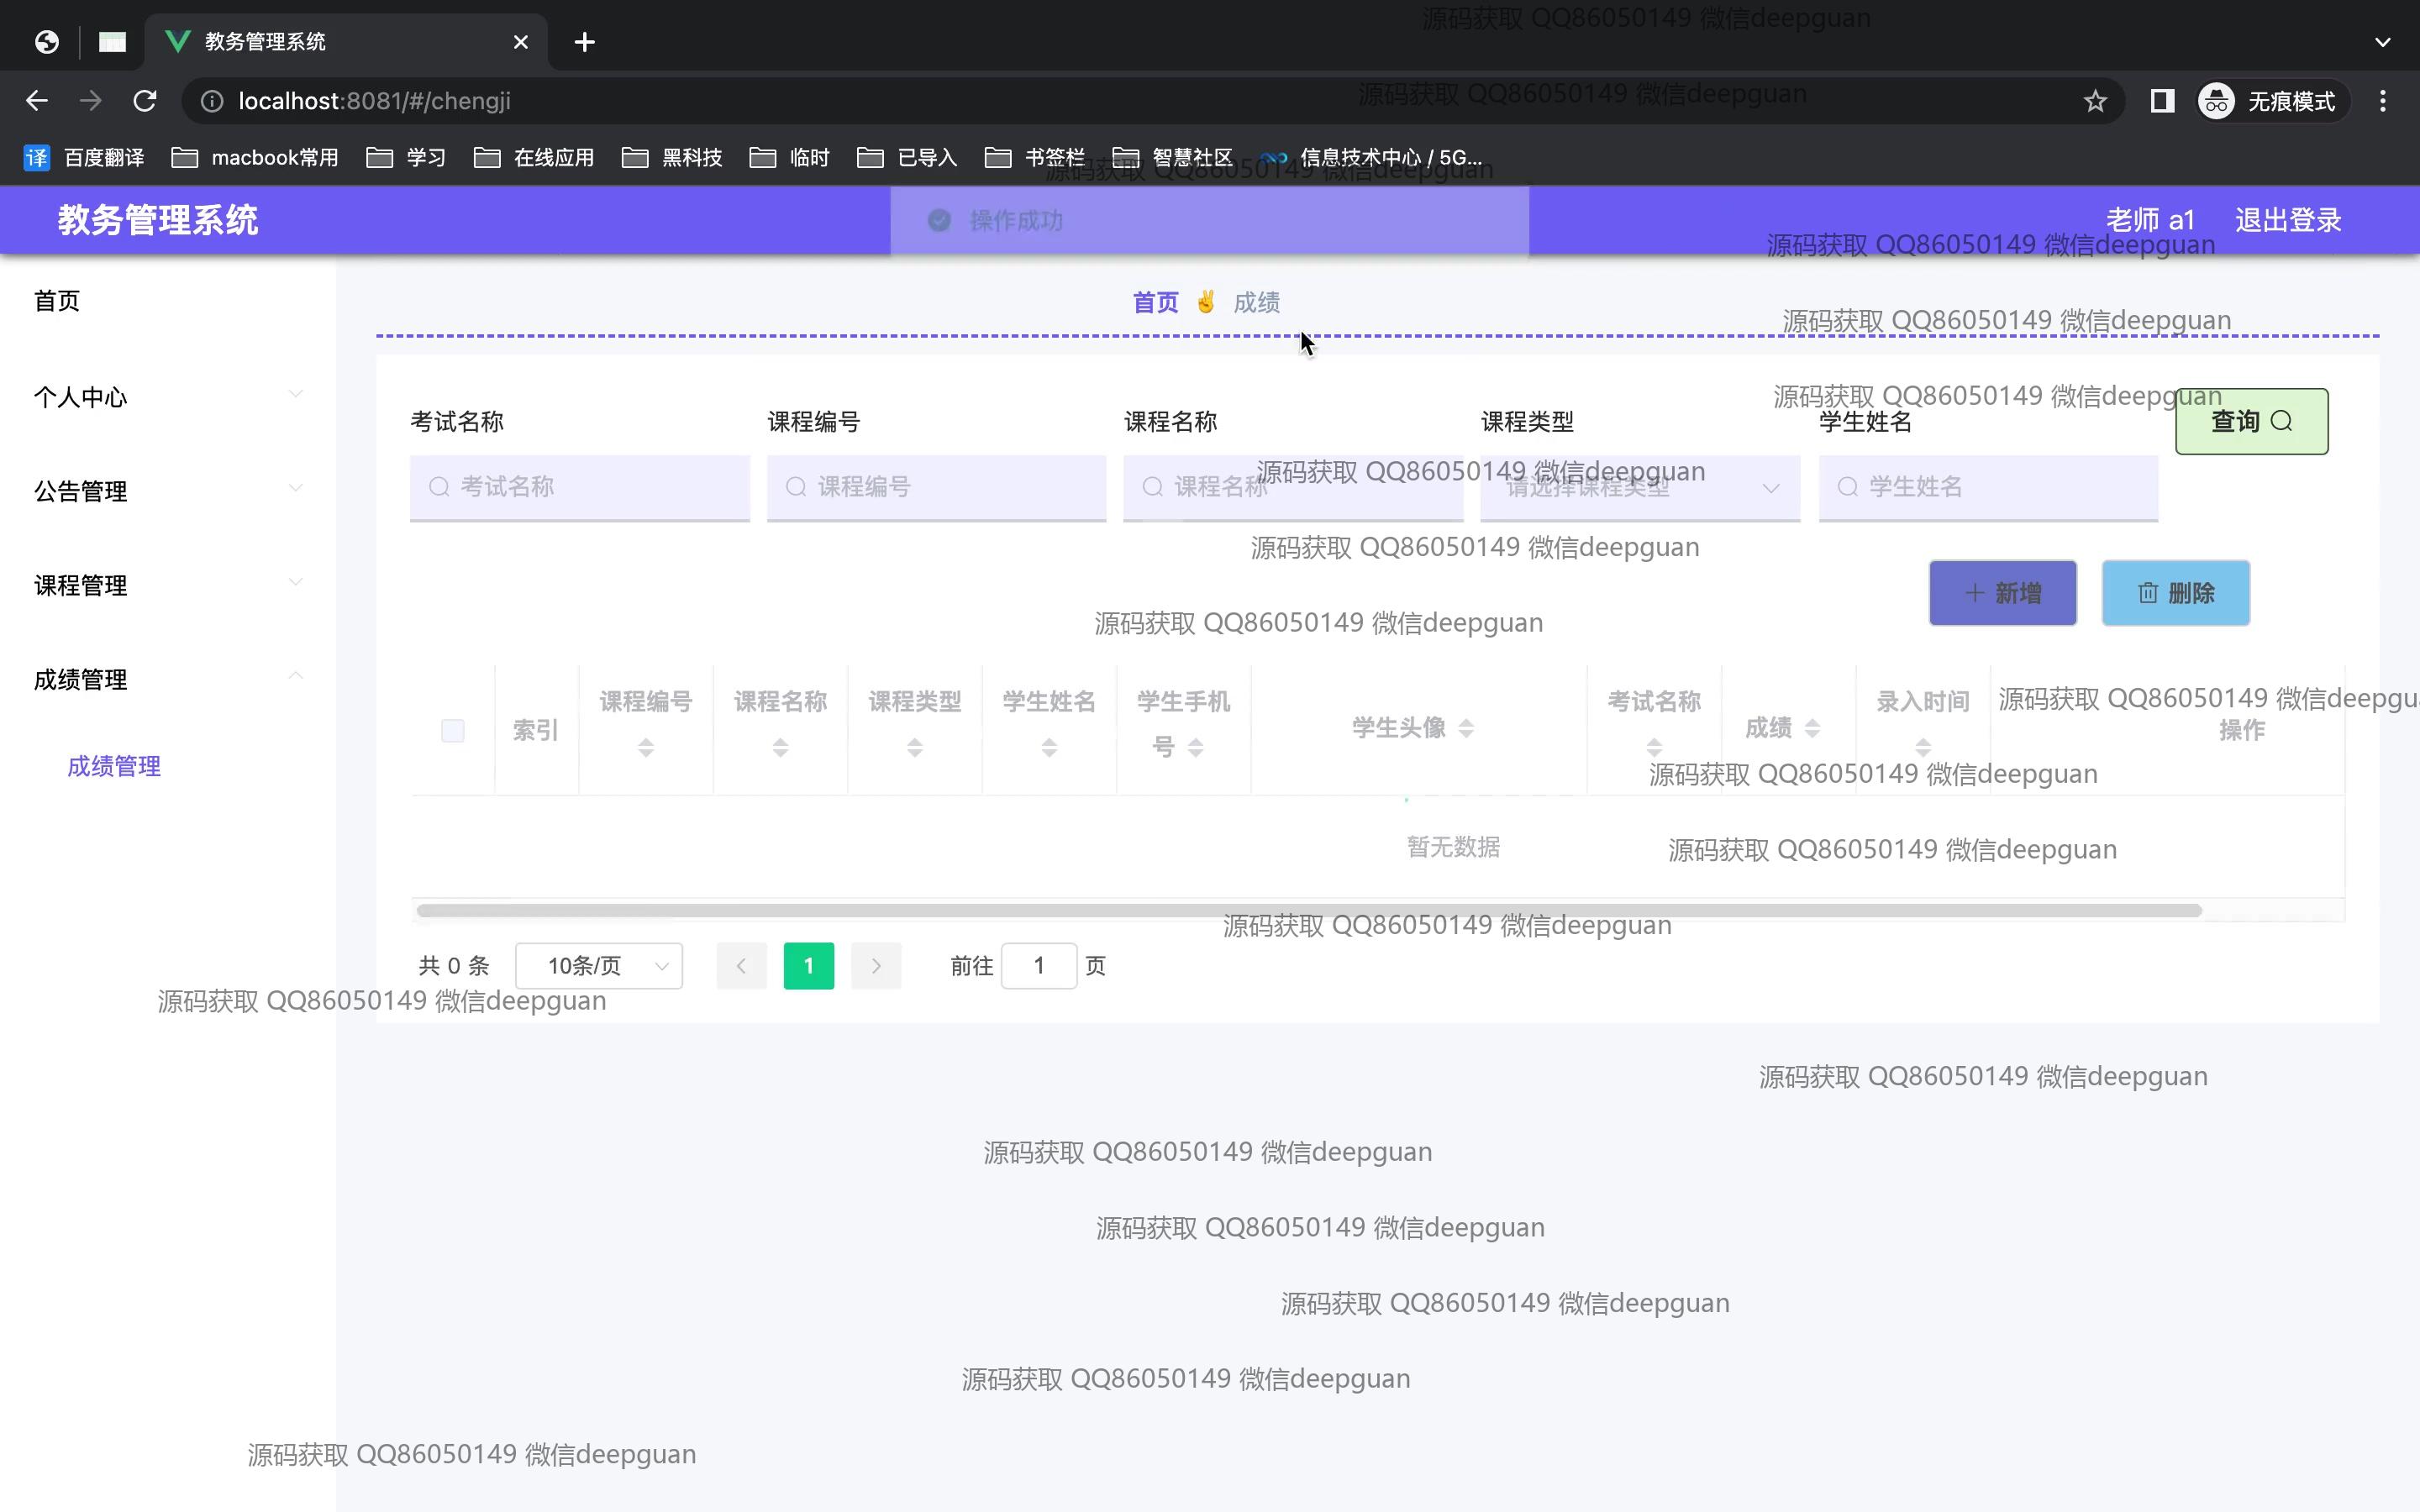 教务管理系统
localhost:8081/#/chengji
无痕模式
译 百度翻译 macbook常用 学习 在线应用 黑科技 临时 已导入 书签栏 智慧社区 信息技术中心 / 5G...
教务管理系统 操作成功 老师 a1 退出登录
首页 ✌ 成绩
首页
个人中心
公告管理
课程管理
成绩管理
成绩管理
考试名称 课程编号 课程名称 课程类型 学生姓名 查询
考试名称 课程编号 课程名称 请选择课程类型 学生姓名
新增 删除
索引 课程编号 课程名称 课程类型 学生姓名 学生手机号 学生头像 考试名称 成绩 录入时间 操作
暂无数据
共 0 条 10条/页 1 前往 1 页
源码获取 QQ86050149 微信deepguan
源码获取 QQ86050149 微信deepguan
源码获取 QQ86050149 微信deepguan
源码获取 QQ86050149 微信deepguan
源码获取 QQ86050149 微信deepguan
源码获取 QQ86050149 微信deepguan
源码获取 QQ86050149 微信deepguan
源码获取 QQ86050149 微信deepguan
源码获取 QQ86050149 微信deepguan
源码获取 QQ86050149 微信deepgu
源码获取 QQ86050149 微信deepguan
源码获取 QQ86050149 微信deepguan
源码获取 QQ86050149 微信deepguan
源码获取 QQ86050149 微信deepguan
源码获取 QQ86050149 微信deepguan
源码获取 QQ86050149 微信deepguan
源码获取 QQ86050149 微信deepguan
源码获取 QQ86050149 微信deepguan
源码获取 QQ86050149 微信deepguan
源码获取 QQ86050149 微信deepguan